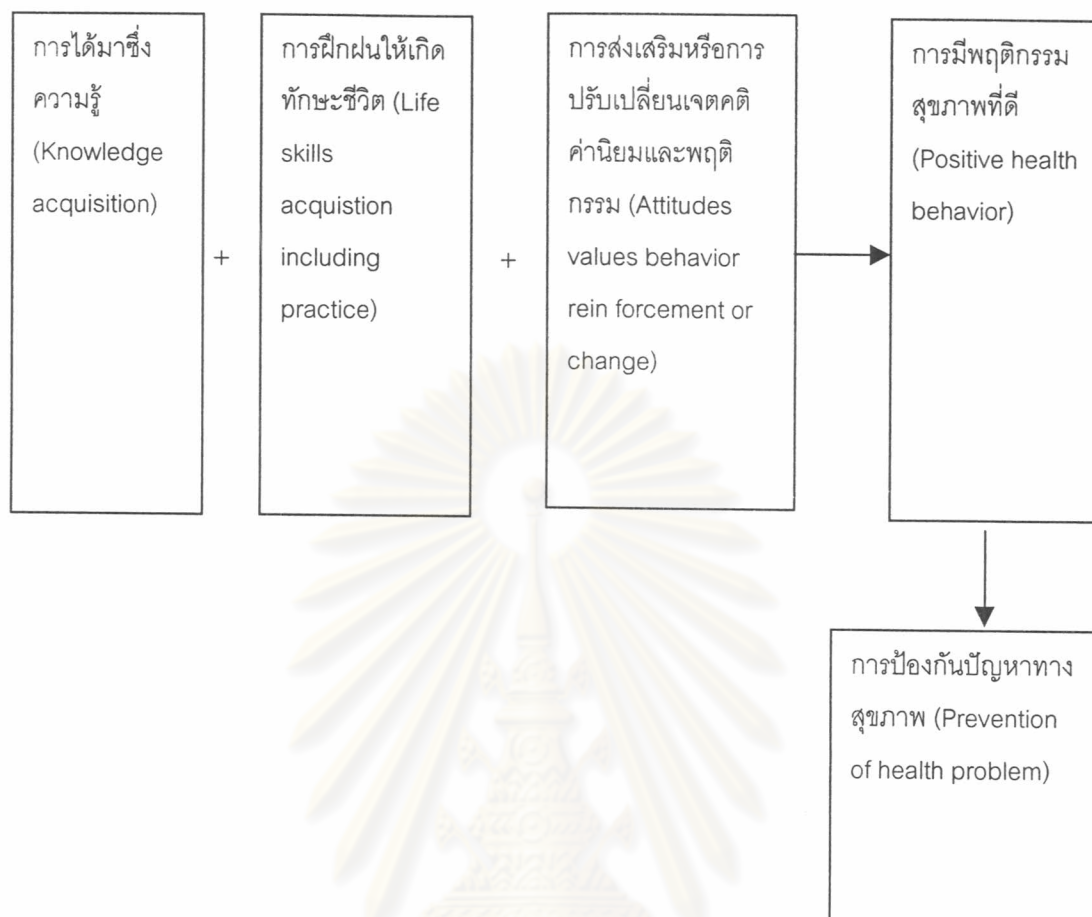 การได้มาซึ่ง
ความรู้
(Knowledge
acquisition)
+
การฝึกฝนให้เกิด
ทักษะชีวิต (Life
skills
acquistion
including
practice)
+
การส่งเสริมหรือการ
ปรับเปลี่ยนเจตคติ
ค่านิยมและพฤติ
กรรม (Attitudes
values behavior
rein forcement or
change)
การมีพฤติกรรม
สุขภาพที่ดี
(Positive health
behavior)
การป้องกันปัญหาทาง
สุขภาพ (Prevention
of health problem)